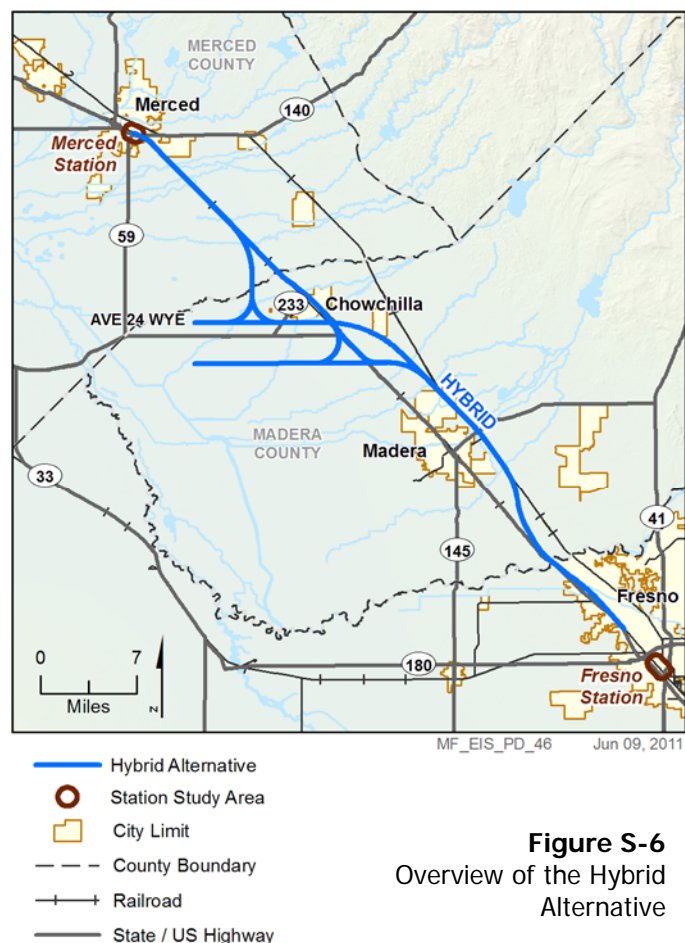 MERCED
COUNTY
Merced
140
Merced
Station
59
233
Chowchilla
AVE 24 WYE
HYBRID
MADERA
COUNTY
Madera
33
41
145
Fresno
0
7
Miles
z
180
Fresno
Station
MF_EIS_PD_46
Jun 09, 2011
Hybrid Alternative
Station Study Area
City Limit
County Boundary
Railroad
State / US Highway
Figure S-6
Overview of the Hybrid
Alternative